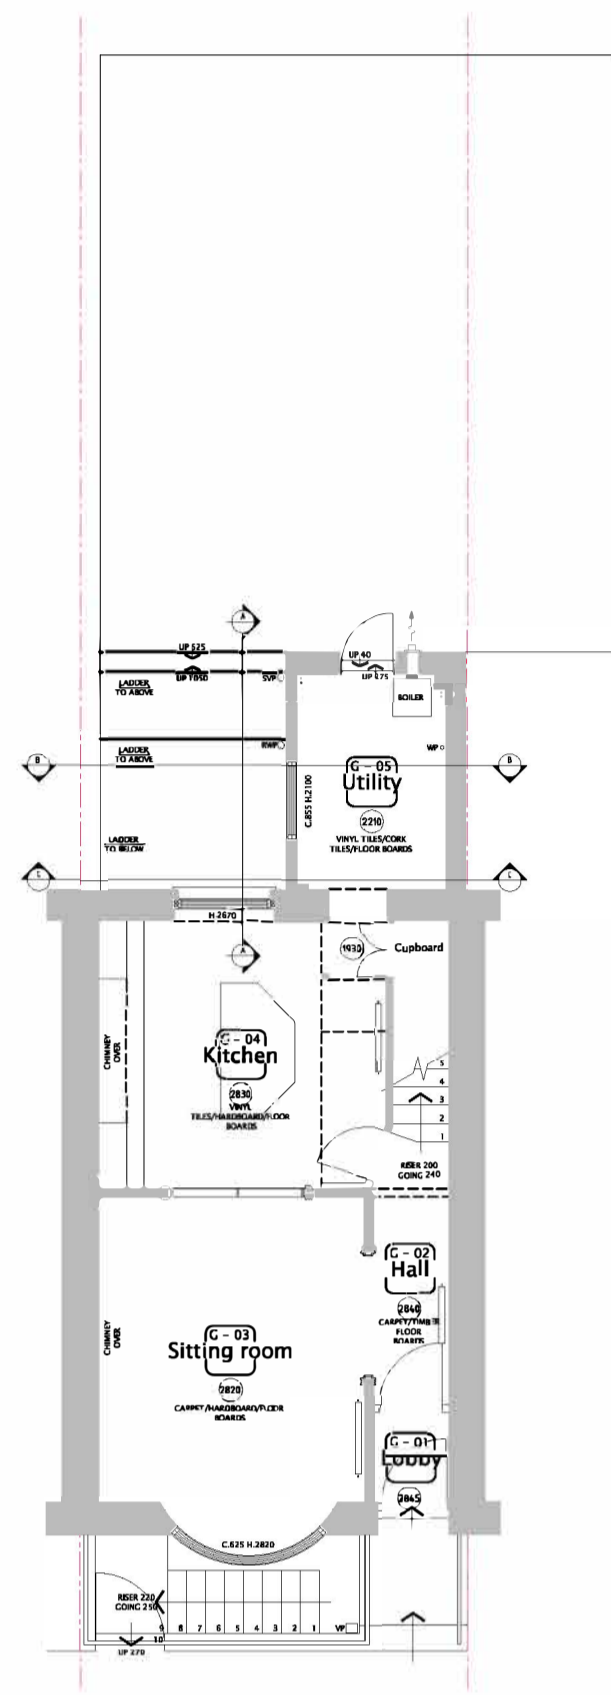 A
UP 525
UP 1050
SVP
LADDER
TO ABOVE
UP 40
UP 175
BOILER
RWP
LADDER
TO ABOVE
WP
B
B
G - 05
Utility
C.855 H.2100
2210
VINYL TILES/CORK
TILES/FLOOR BOARDS
LADDER
TO BELOW
C
C
H.2670
1930
Cupboard
A
G - 04
Kitchen
CHIMNEY
OVER
2830
VINYL
TILES/HARDBOARD/FLOOR
BOARDS
5
4
3
2
1
RISER 200
GOING 240
G - 02
Hall
2840
CARPET/TIMBER
FLOOR
BOARDS
CHIMNEY
OVER
G - 03
Sitting room
2820
CARPET/HARDBOARD/FLOOR
BOARDS
G - 01
Lobby
2845
C.625 H.2820
RISER 220
GOING 250
10 9 8 7 6 5 4 3 2 1 VP
UP 270